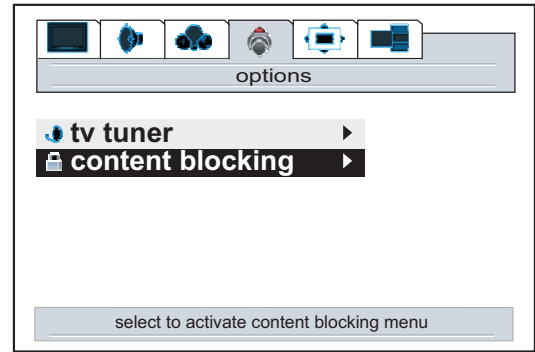 options
tv tuner
content blocking
select to activate content blocking menu